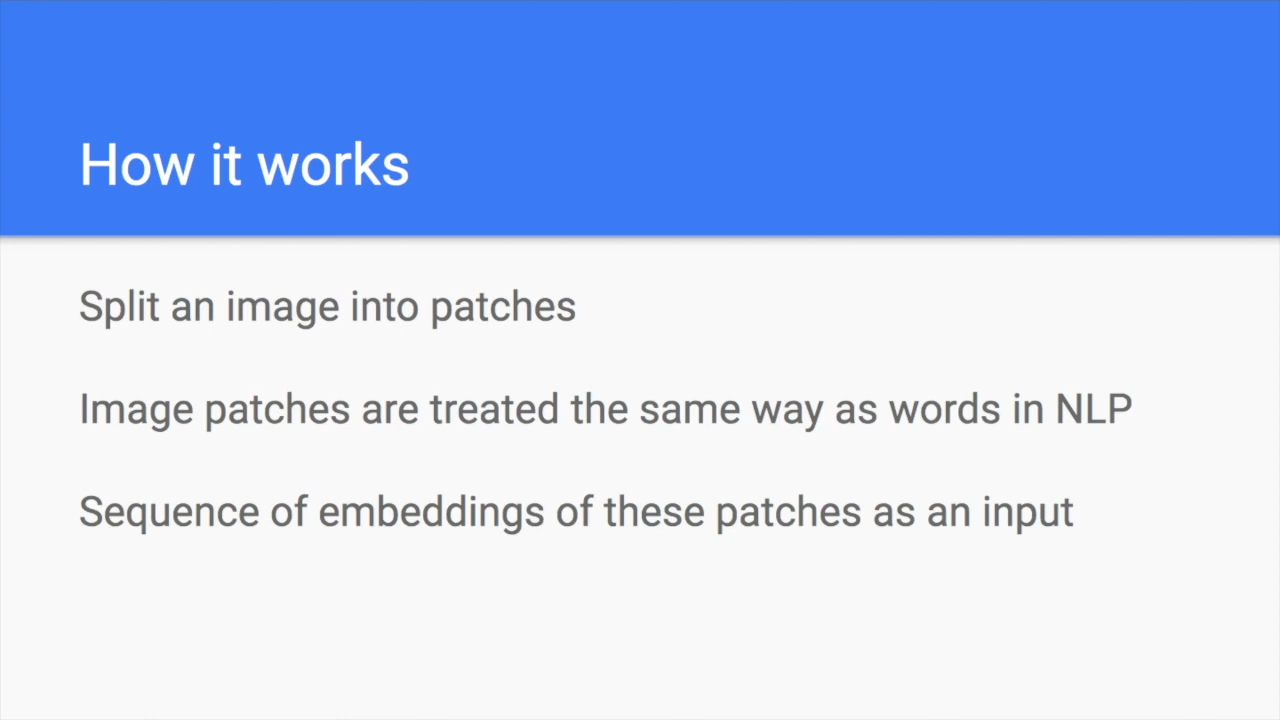 How it works
Split an image into patches
Image patches are treated the same way as words in NLP
Sequence of embeddings of these patches as an input